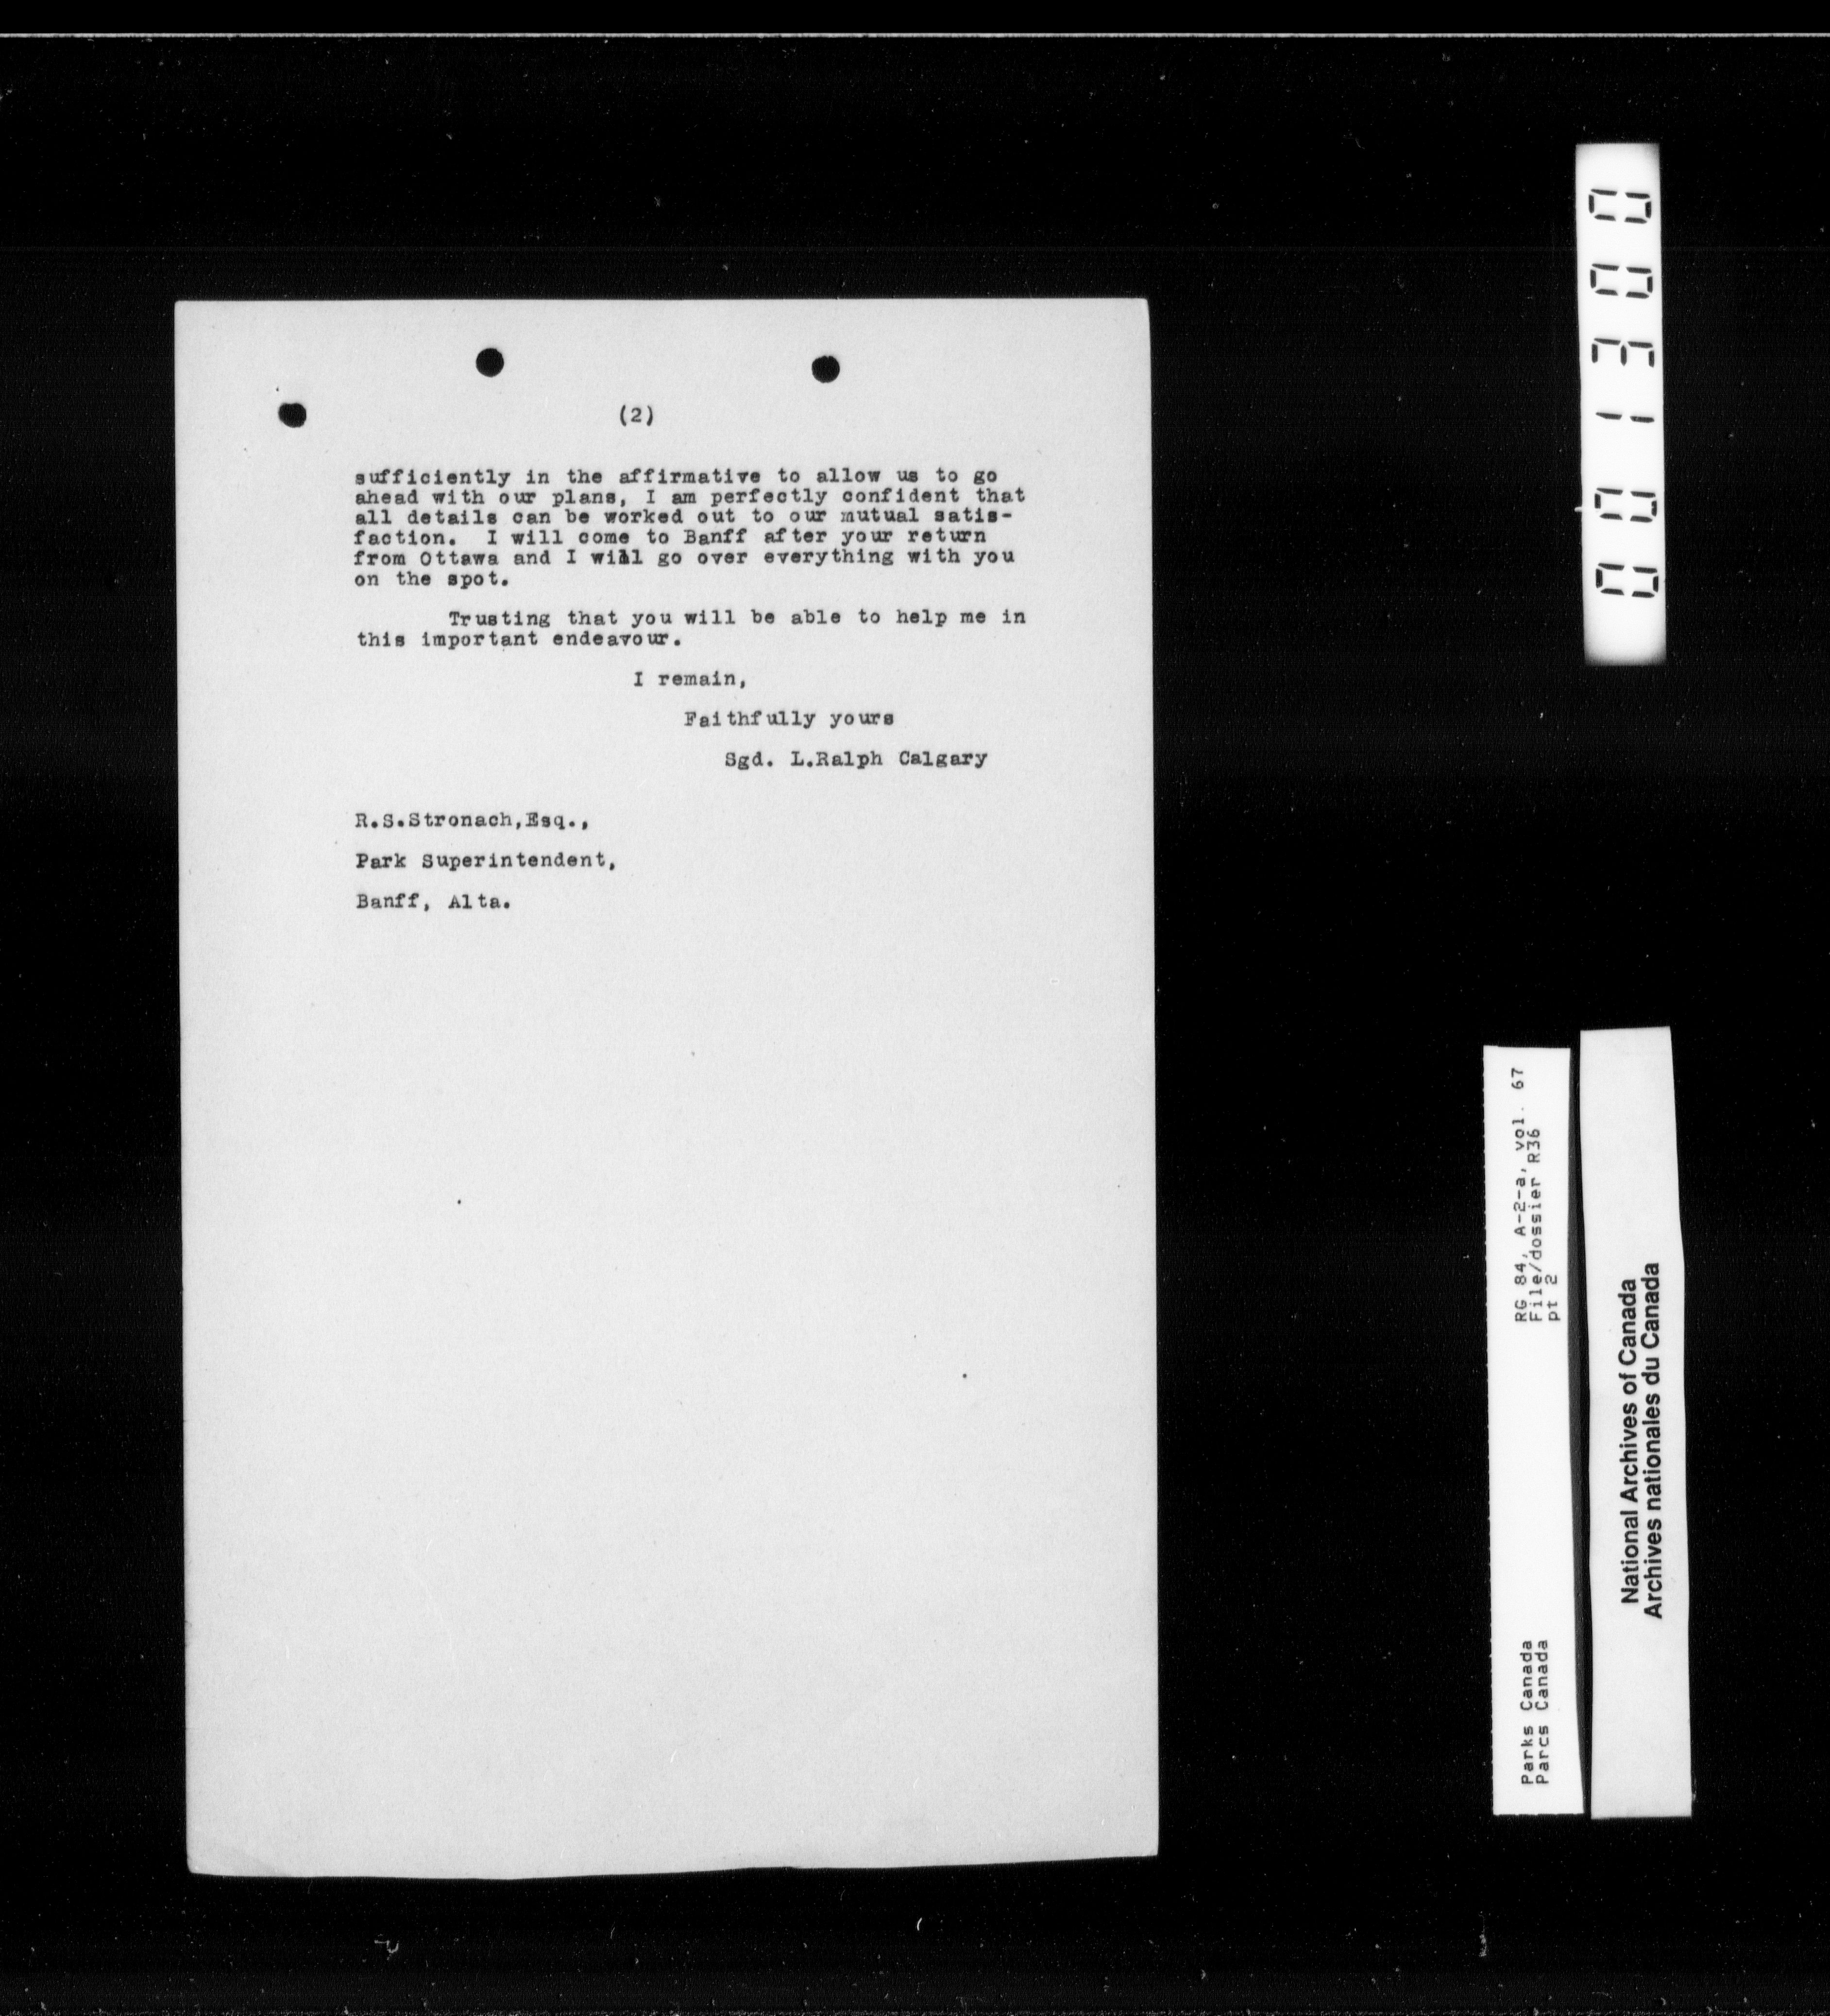 (2)
sufficiently in the affirmative to allow us to go
ahead with our plans, I am perfectly confident that
all details can be worked out to our mutual satis-
faction. I will come to Banff after your return
from Ottawa and I will go over everything with you
on the spot.
Trusting that you will be able to help me in
this important endeavour.
I remain,
Faithfully yours
Sgd. L.Ralph Calgary
R.S.Stronach,Esq.,
Park Superintendent,
Banff, Alta.
001300
RG 84, A-2-a, vol. 67
File/dossier R36
pt 2
Parks Canada
Parcs Canada
National Archives of Canada
Archives nationales du Canada